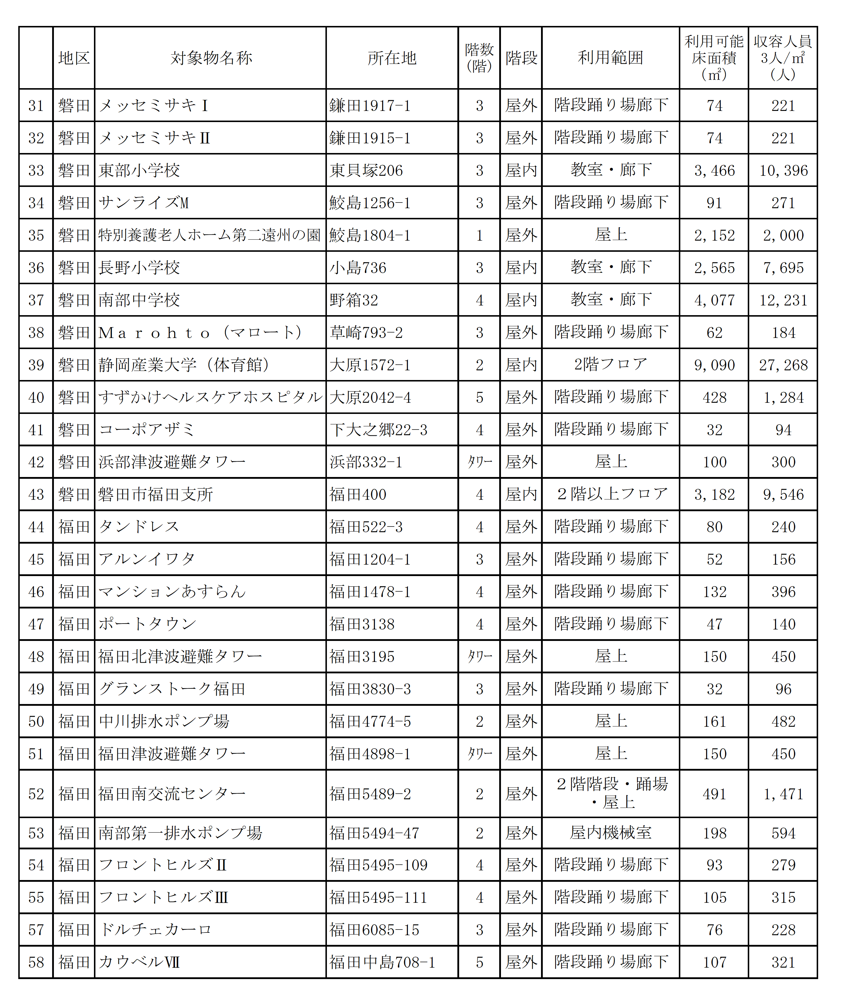 地区 対象物名称 所在地 階数(階) 階段 利用範囲 利用可能床面積(㎡) 収容人員3人/㎡(人)
31 磐田 メッセミサキⅠ 鎌田1917-1 3 屋外 階段踊り場廊下 74 221
32 磐田 メッセミサキⅡ 鎌田1915-1 3 屋外 階段踊り場廊下 74 221
33 磐田 東部小学校 東貝塚206 3 屋内 教室・廊下 3,466 10,396
34 磐田 サンライズM 鮫島1256-1 3 屋外 階段踊り場廊下 91 271
35 磐田 特別養護老人ホーム第二遠州の園 鮫島1804-1 1 屋外 屋上 2,152 2,000
36 磐田 長野小学校 小島736 3 屋内 教室・廊下 2,565 7,695
37 磐田 南部中学校 野箱32 4 屋内 教室・廊下 4,077 12,231
38 磐田 Ｍａｒｏｈｔｏ（マロート） 草崎793-2 3 屋外 階段踊り場廊下 62 184
39 磐田 静岡産業大学（体育館） 大原1572-1 2 屋内 2階フロア 9,090 27,268
40 磐田 すずかけヘルスケアホスピタル 大原2042-4 5 屋外 階段踊り場廊下 428 1,284
41 磐田 コーポアザミ 下大之郷22-3 4 屋外 階段踊り場廊下 32 94
42 磐田 浜部津波避難タワー 浜部332-1 ﾀﾜｰ 屋外 屋上 100 300
43 磐田 磐田市福田支所 福田400 4 屋内 ２階以上フロア 3,182 9,546
44 福田 タンドレス 福田522-3 4 屋外 階段踊り場廊下 80 240
45 福田 アルンイワタ 福田1204-1 3 屋外 階段踊り場廊下 52 156
46 福田 マンションあすらん 福田1478-1 4 屋外 階段踊り場廊下 132 396
47 福田 ポートタウン 福田3138 4 屋外 階段踊り場廊下 47 140
48 福田 福田北津波避難タワー 福田3195 ﾀﾜｰ 屋外 屋上 150 450
49 福田 グランストーク福田 福田3830-3 3 屋外 階段踊り場廊下 32 96
50 福田 中川排水ポンプ場 福田4774-5 2 屋外 屋上 161 482
51 福田 福田津波避難タワー 福田4898-1 ﾀﾜｰ 屋外 屋上 150 450
52 福田 福田南交流センター 福田5489-2 2 屋外 ２階階段・踊場・屋上 491 1,471
53 福田 南部第一排水ポンプ場 福田5494-47 2 屋外 屋内機械室 198 594
54 福田 フロントヒルズⅡ 福田5495-109 4 屋外 階段踊り場廊下 93 279
55 福田 フロントヒルズⅢ 福田5495-111 4 屋外 階段踊り場廊下 105 315
57 福田 ドルチェカーロ 福田6085-15 3 屋外 階段踊り場廊下 76 228
58 福田 カウベルⅦ 福田中島708-1 5 屋外 階段踊り場廊下 107 321